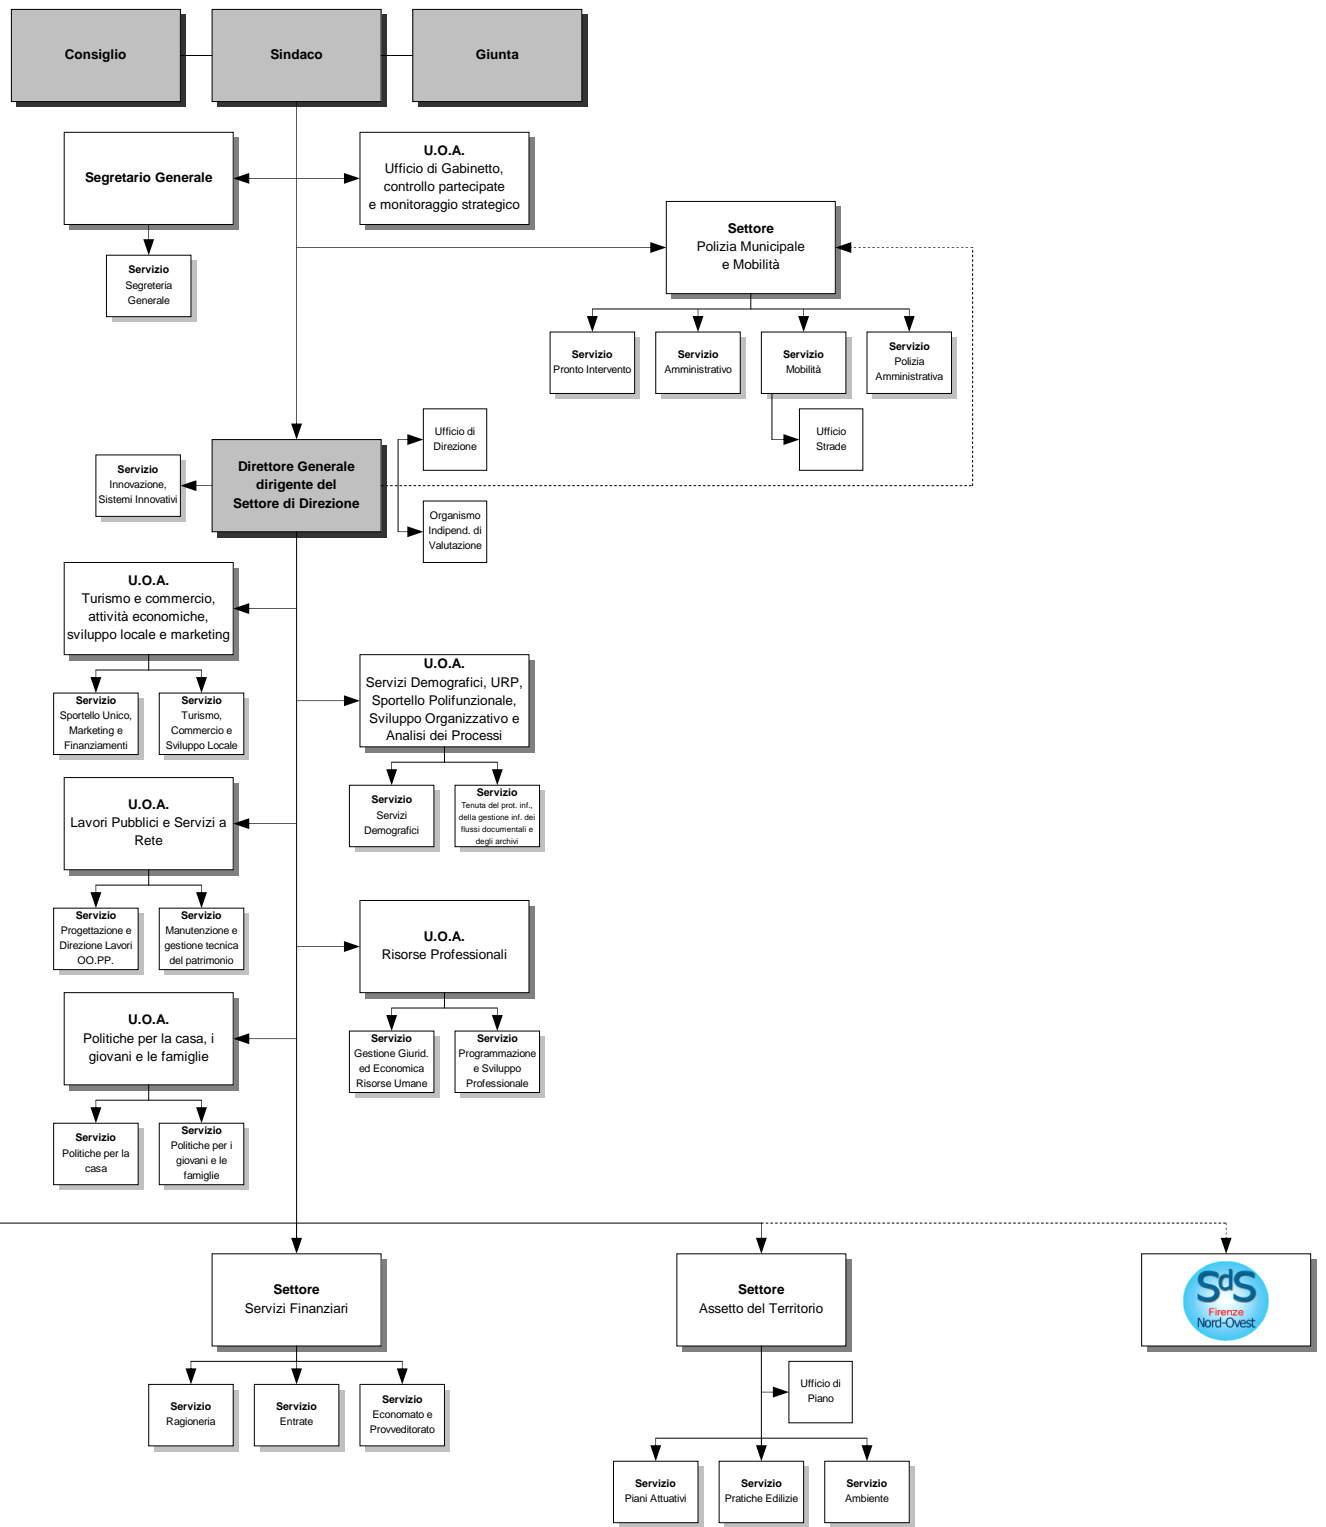 Consiglio
Sindaco
Giunta
Segretario Generale
U.O.A.
Ufficio di Gabinetto,
controllo partecipate
e monitoraggio strategico
Settore
Polizia Municipale
e Mobilità
Servizio
Segreteria
Generale
Servizio
Pronto Intervento
Servizio
Amministrativo
Servizio
Mobilità
Servizio
Polizia
Amministrativa
Ufficio
Strade
Ufficio di
Direzione
Direttore Generale
dirigente del
Settore di Direzione
Servizio
Innovazione,
Sistemi Innovativi
Organismo
Indipend. di
Valutazione
U.O.A.
Turismo e commercio,
attività economiche,
sviluppo locale e marketing
Servizio
Sportello Unico,
Marketing e
Finanziamenti
Servizio
Turismo,
Commercio e
Sviluppo Locale
U.O.A.
Servizi Demografici, URP,
Sportello Polifunzionale,
Sviluppo Organizzativo e
Analisi dei Processi
Servizio
Servizi
Demografici
Servizio
Tenuta del prot. inf.,
della gestione inf. dei
flussi documentali e
degli archivi
U.O.A.
Lavori Pubblici e Servizi a
Rete
Servizio
Progettazione e
Direzione Lavori
OO.PP.
Servizio
Manutenzione e
gestione tecnica
del patrimonio
U.O.A.
Risorse Professionali
Servizio
Gestione Giurid.
ed Economica
Risorse Umane
Servizio
Programmazione
e Sviluppo
Professionale
U.O.A.
Politiche per la casa, i
giovani e le famiglie
Servizio
Politiche per la
casa
Servizio
Politiche per i
giovani e le
famiglie
Settore
Servizi Finanziari
Settore
Assetto del Territorio
SdS
Firenze
Nord-Ovest
Servizio
Ragioneria
Servizio
Entrate
Servizio
Economato e
Provveditorato
Ufficio di
Piano
Servizio
Piani Attuativi
Servizio
Pratiche Edilizie
Servizio
Ambiente